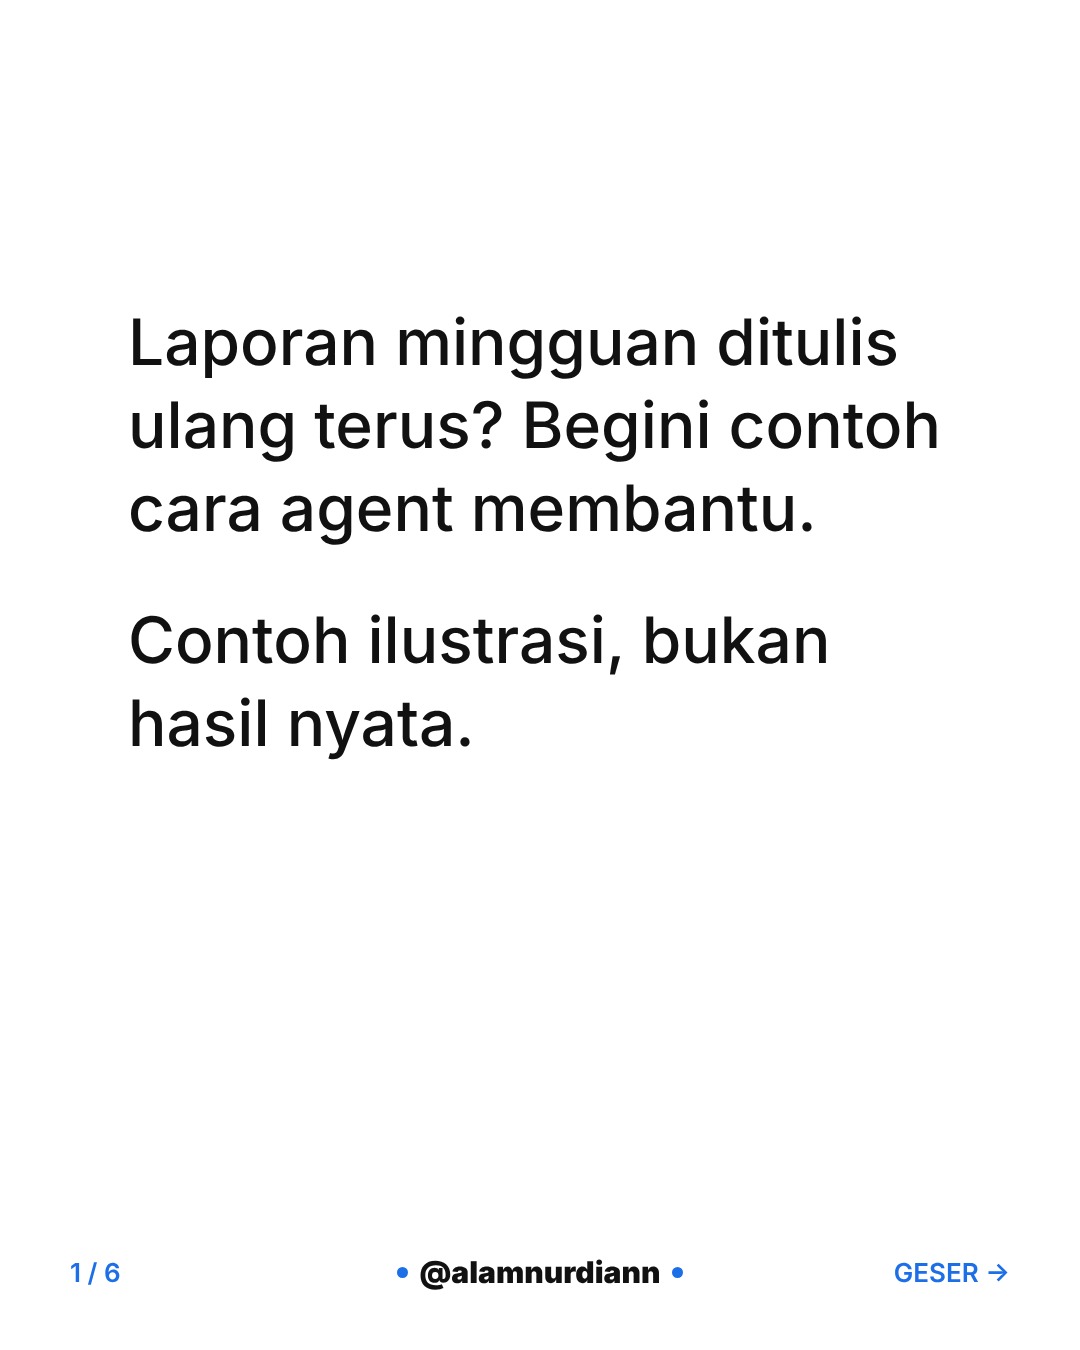 Laporan mingguan ditulis
ulang terus? Begini contoh
cara agent membantu.
Contoh ilustrasi, bukan
hasil nyata.
1 / 6
• @alamnurdiann •
GESER →